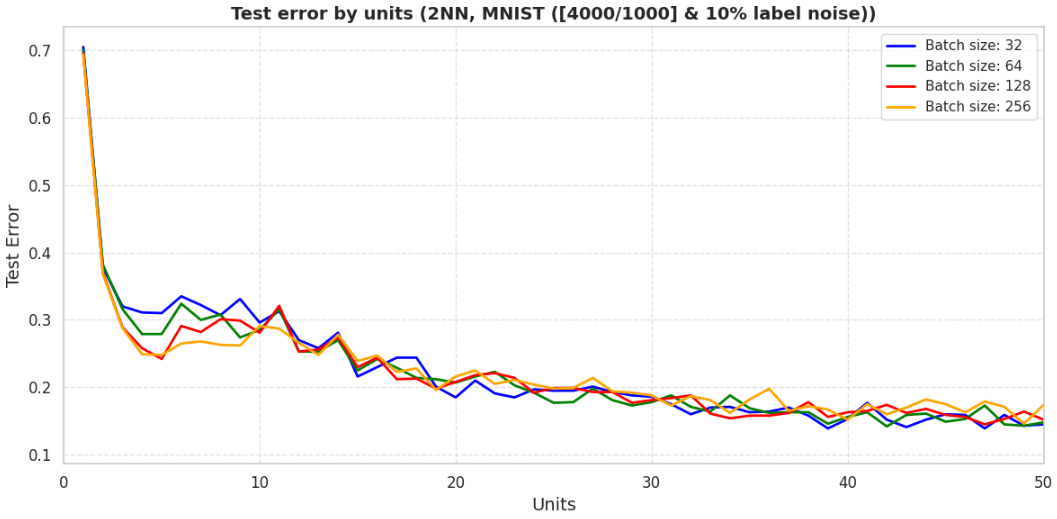 Test error by units (2NN, MNIST ([4000/1000] & 10% label noise))
Batch size: 32
Batch size: 64
Batch size: 128
Batch size: 256
Test Error
0.7
0.6
0.5
0.4
0.3
0.2
0.1
0 10 20 30 40 50
Units